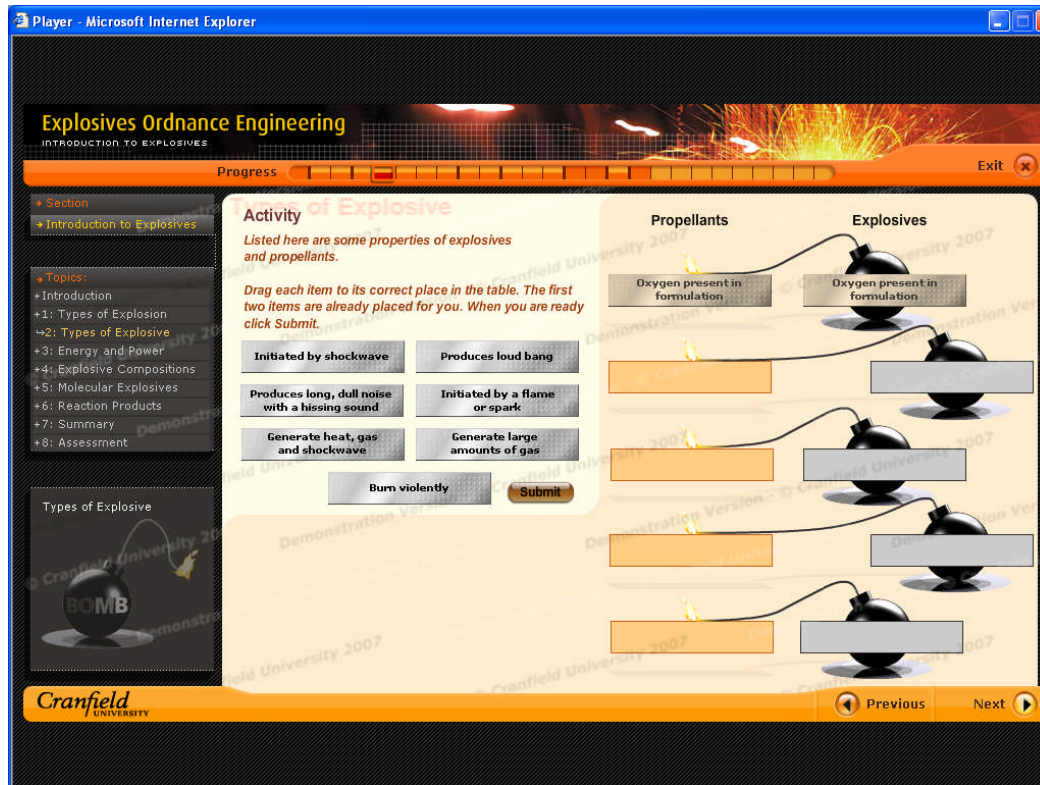 Player - Microsoft Internet Explorer
Explosives Ordnance Engineering
INTRODUCTION TO EXPLOSIVES
Progress
Exit
Section
Introduction to Explosives
Topics:
+Introduction
+1: Types of Explosion
2: Types of Explosive
+3: Energy and Power
+4: Explosive Compositions
+5: Molecular Explosives
+6: Reaction Products
+7: Summary
+8: Assessment
Types of Explosive
BOMB
Types of Explosive
Activity
Listed here are some properties of explosives
and propellants.
Drag each item to its correct place in the table. The first
two items are already placed for you. When you are ready
click Submit.
Initiated by shockwave
Produces loud bang
Produces long, dull noise
with a hissing sound
Initiated by a flame
or spark
Generate heat, gas
and shockwave
Generate large
amounts of gas
Burn violently
Submit
Propellants
Explosives
Oxygen present in
formulation
Oxygen present in
formulation
Demonstration Version - © Cranfield University 2007
Cranfield
UNIVERSITY
Previous
Next